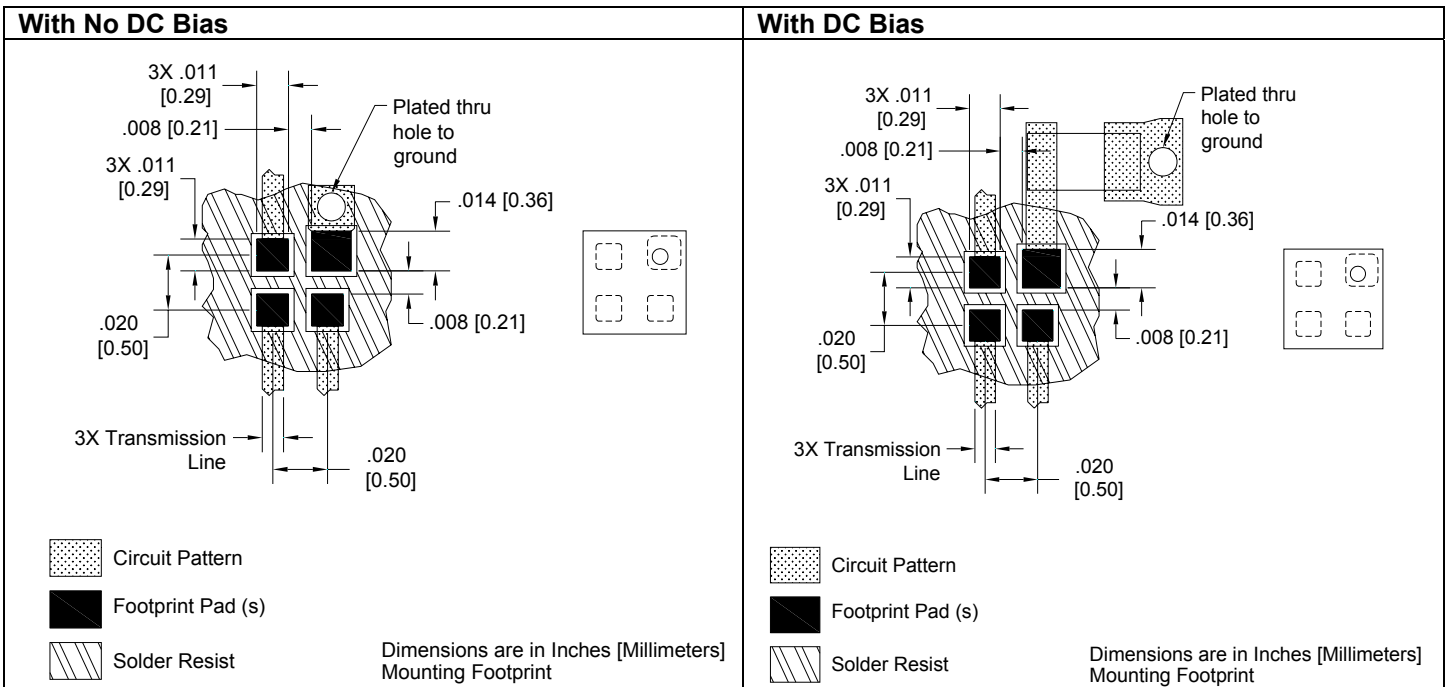 With No DC Bias
3X .011
[0.29]
.008 [0.21]
3X .011
[0.29]
Plated thru
hole to
ground
.014 [0.36]
.020
[0.50]
.008 [0.21]
3X Transmission
Line
.020
[0.50]
Circuit Pattern
Footprint Pad (s)
Solder Resist
Dimensions are in Inches [Millimeters]
Mounting Footprint
With DC Bias
3X .011
[0.29]
.008 [0.21]
3X .011
[0.29]
Plated thru
hole to
ground
.014 [0.36]
.020
[0.50]
.008 [0.21]
3X Transmission
Line
.020
[0.50]
Circuit Pattern
Footprint Pad (s)
Solder Resist
Dimensions are in Inches [Millimeters]
Mounting Footprint